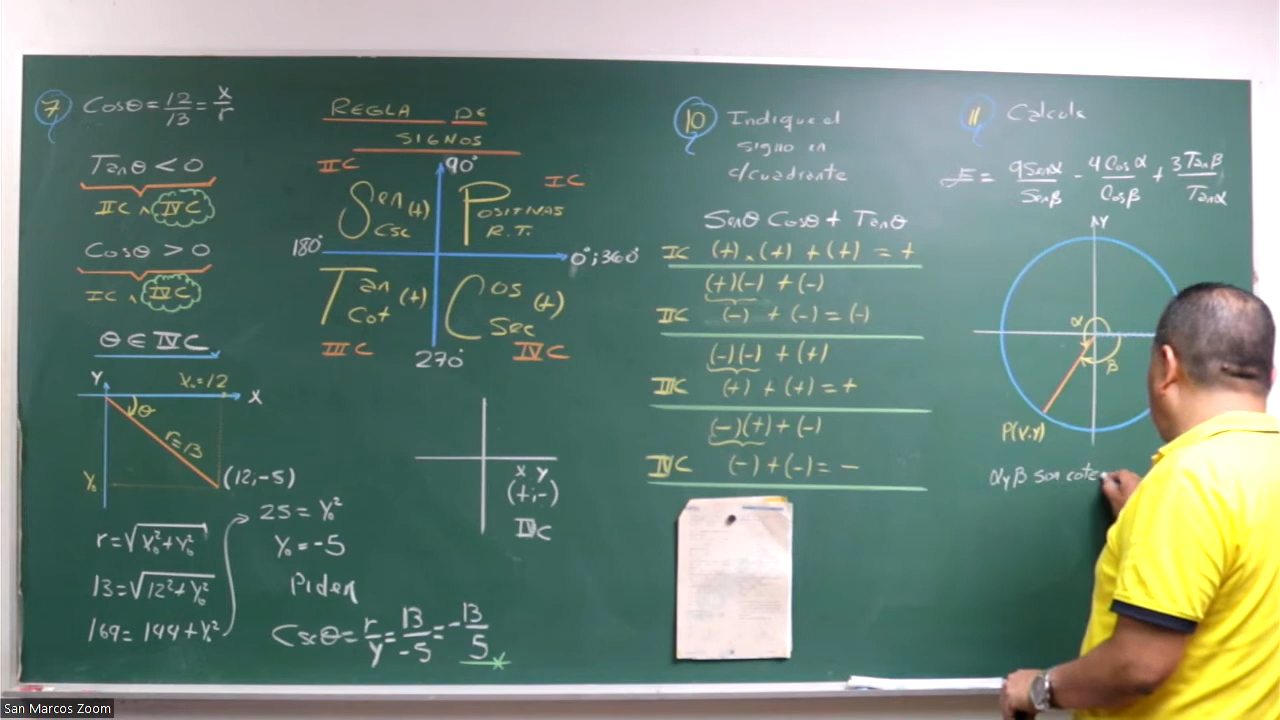 7 Cosθ = 12/13 = x/r
Tanθ < 0
IIC ∧ IVC
Cosθ > 0
IC ∧ IVC
θ ∈ IVC
Y
X₀=12
X
θ
r=13
Y₀
(12;-5)
r=√X₀²+Y₀²
13=√12²+Y₀²
169=144+Y₀²
25=Y₀²
Y₀=-5
Piden
Cscθ=r/y=13/-5=-13/5
REGLA DE
SIGNOS
IIC
90°
IC
Sen (+)
Csc
POSITIVAS
R.T.
180°
0°;360°
Tan (+)
Cot
Cos (+)
Sec
IIIC
270°
IVC
X Y
(+;-)
IVC
10 Indique el
signo en
c/cuadrante
Senθ Cosθ + Tanθ
IC (+).(+) + (+) = +
(+)(-) + (-)
IIC (-) + (-) = (-)
(-)(-) + (+)
IIIC (+) + (+) = +
(-)(+) + (-)
IVC (-) + (-) = -
11 Calcule
E = 9Senα/Senβ - 4Cosα/Cosβ + 3Tanβ/Tanα
Y
α
β
P(X;Y)
α y β son cote
San Marcos Zoom